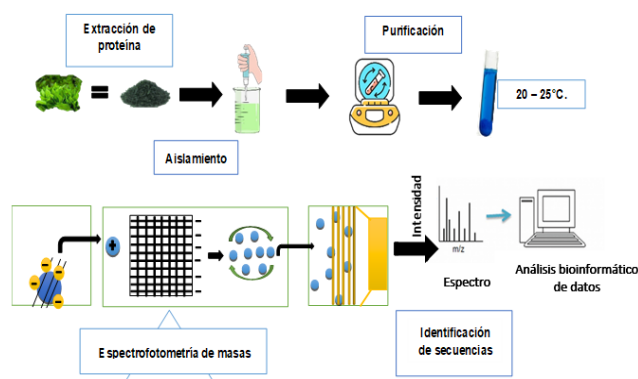 Extracción de
proteína
Purificación
20 – 25°C.
Aislamiento
Intensidad
m/z
Espectro
Análisis bioinformático
de datos
Espectrofotometría de masas
Identificación
de secuencias